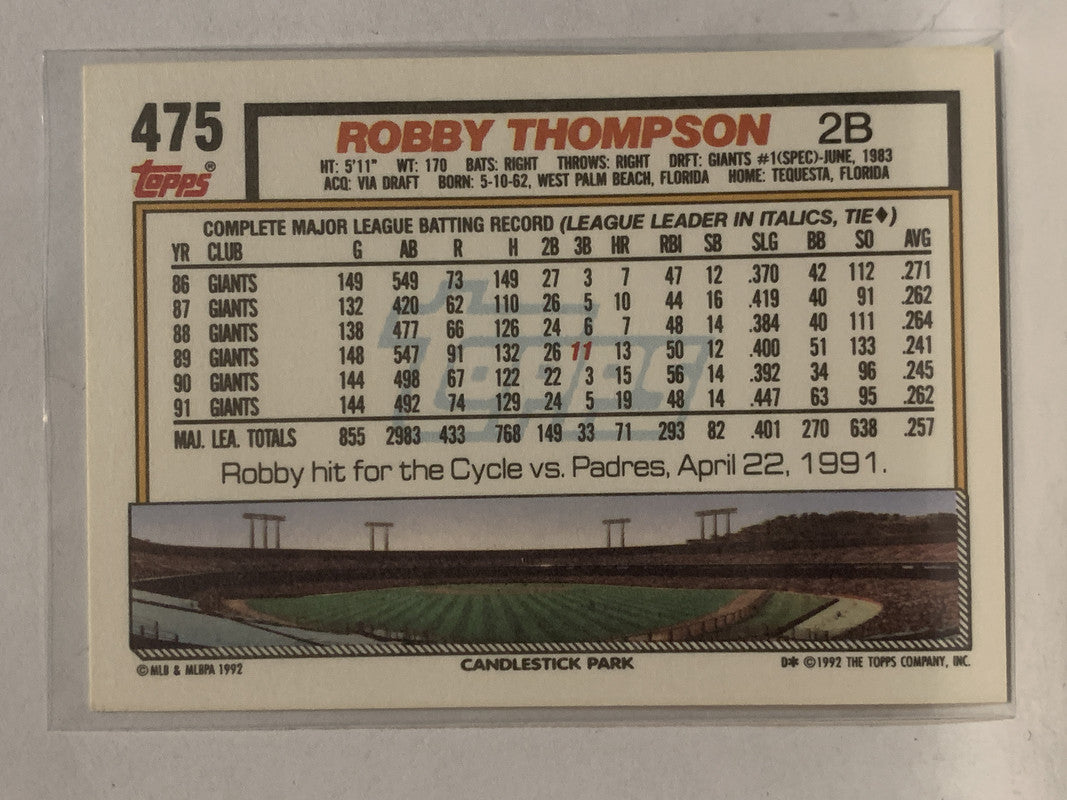 475
Topps®
ROBBY THOMPSON 2B
HT: 5'11" WT: 170 BATS: RIGHT THROWS: RIGHT DRFT: GIANTS #1(SPEC)-JUNE, 1983
ACQ: VIA DRAFT BORN: 5-10-62, WEST PALM BEACH, FLORIDA HOME: TEQUESTA, FLORIDA
COMPLETE MAJOR LEAGUE BATTING RECORD (LEAGUE LEADER IN ITALICS, TIE♦)
YR CLUB G AB R H 2B 3B HR RBI SB SLG BB SO AVG
86 GIANTS 149 549 73 149 27 3 7 47 12 .370 42 112 .271
87 GIANTS 132 420 62 110 26 5 10 44 16 .419 40 91 .262
88 GIANTS 138 477 66 126 24 6 7 48 14 .384 40 111 .264
89 GIANTS 148 547 91 132 26 11 13 50 12 .400 51 133 .241
90 GIANTS 144 498 67 122 22 3 15 56 14 .392 34 96 .245
91 GIANTS 144 492 74 129 24 5 19 48 14 .447 63 95 .262
MAJ. LEA. TOTALS 855 2983 433 768 149 33 71 293 82 .401 270 638 .257
Topps
Robby hit for the Cycle vs. Padres, April 22, 1991.
© MLB & MLBPA 1992 CANDLESTICK PARK D* © 1992 THE TOPPS COMPANY, INC.